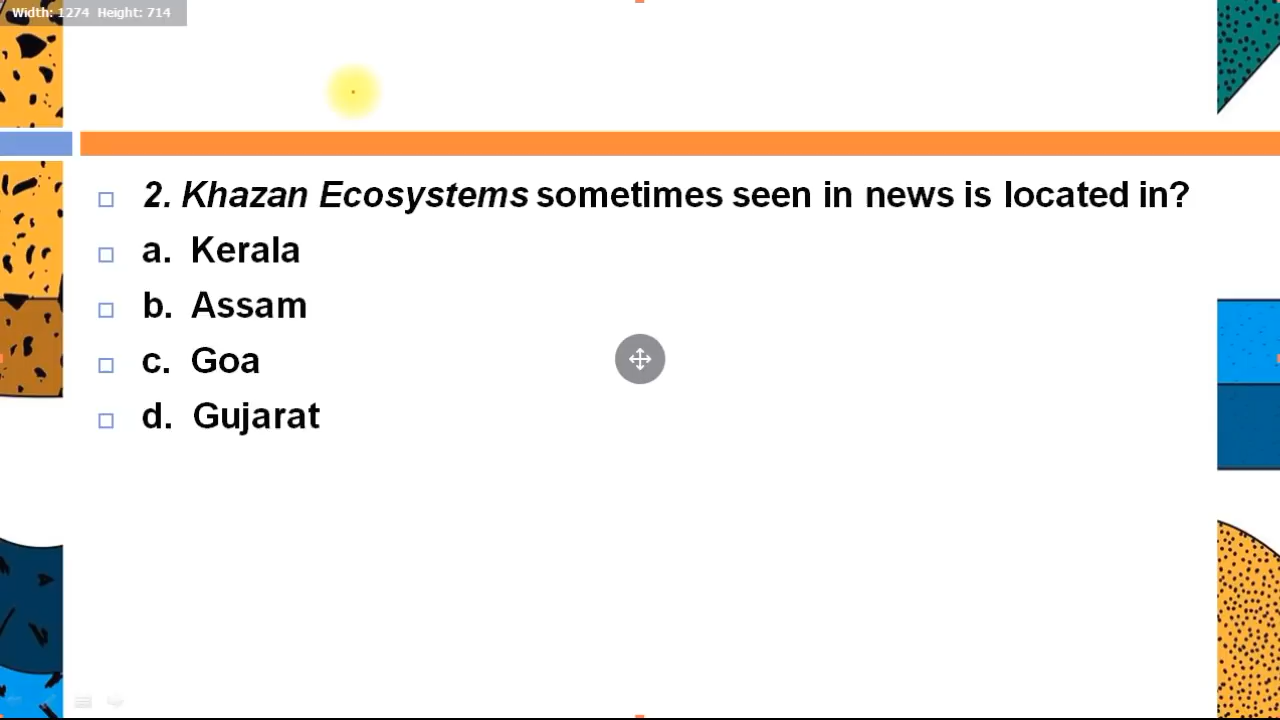 Width: 1274 Height: 714
2. Khazan Ecosystems sometimes seen in news is located in?
a. Kerala
b. Assam
c. Goa
d. Gujarat